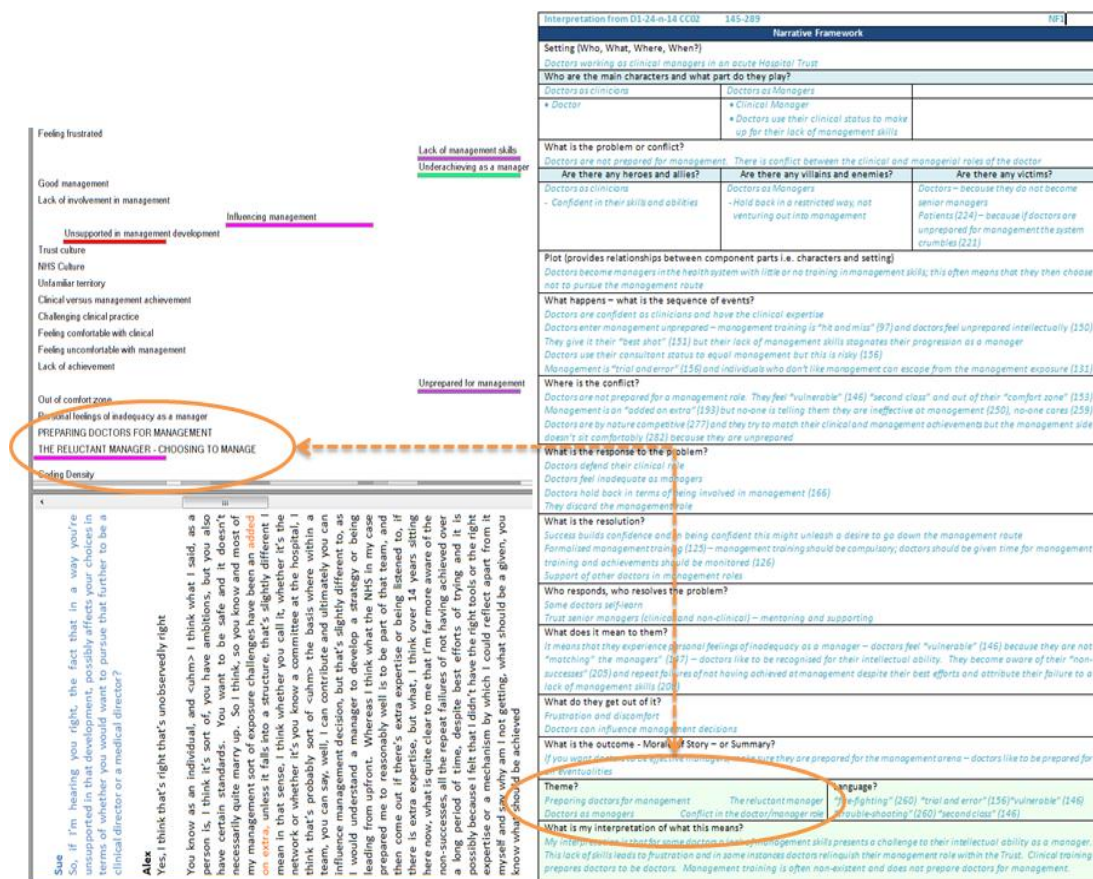 Feeling frustrated
Lack of management skills
Underachieving as a manager
Good management
Lack of involvement in management
Influencing management
Unsupported in management development
Trust culture
NHS Culture
Unfamiliar territory
Clinical versus management achievement
Challenging clinical practice
Feeling comfortable with clinical
Feeling uncomfortable with management
Lack of achievement
Unprepared for management
Out of comfort zone
Personal feelings of inadequacy as a manager
PREPARING DOCTORS FOR MANAGEMENT
THE RELUCTANT MANAGER - CHOOSING TO MANAGE
Coding Density
Sue
So, if I'm hearing you right, the fact that in a way you're
unsupported in that development, possibly affects your choices in
terms of whether you would want to pursue that further to be a
clinical director or a medical director?
Alex
Yes, I think that's right that's unobservedly right
You know as an individual, and <uhm> I think what I said, as a
person is, I think it's sort of, you have ambitions, but you also
have certain standards. You want to be safe and it doesn't
necessarily quite marry up. So I think, so you know and most of
my management sort of exposure challenges have been an added
on extra, unless it falls into a structure, that's slightly different I
mean in that sense, I think whether you call it, whether it's the
network or whether it's you know a committee at the hospital, I
think that's probably sort of <uhm> the basis where within a
team, you can say, well, I can contribute and ultimately you can
influence management decision, but that's slightly different to, as
I would understand a manager to develop a strategy or being
leading from upfront. Whereas I think what the NHS in my case
prepared me to reasonably well is to be part of that team, and
then come out if there's extra expertise or being listened to, if
there is extra expertise, but what, I think over 14 years sitting
here now, what is quite clear to me that I'm far more aware of the
non-successes, all the repeat failures of not having achieved over
a long period of time, despite best efforts of trying and it is
possibly because I felt that I didn't have the right tools or the right
expertise or a mechanism by which I could reflect apart from it
myself and say why am I not getting, what should be a given, you
know what should be achieved
Interpretation from D1-24-n-14 CC02 145-289 NF1
Narrative Framework
Setting (Who, What, Where, When?)
Doctors working as clinical managers in an acute Hospital Trust
Who are the main characters and what part do they play?
Doctors as clinicians Doctors as Managers
• Doctor • Clinical Manager
• Doctors use their clinical status to make
up for their lack of management skills
What is the problem or conflict?
Doctors are not prepared for management. There is conflict between the clinical and managerial roles of the doctor
Are there any heroes and allies? Are there any villains and enemies? Are there any victims?
Doctors as clinicians
- Confident in their skills and abilities
Doctors as Managers
- Hold back in a restricted way, not
venturing out into management
Doctors – because they do not become
senior managers
Patients (224) – because if doctors are
unprepared for management the system
crumbles (221)
Plot (provides relationships between component parts i.e. characters and setting)
Doctors become managers in the health system with little or no training in management skills; this often means that they then choose
not to pursue the management route
What happens – what is the sequence of events?
Doctors are confident as clinicians and have the clinical expertise
Doctors enter management unprepared – management training is "hit and miss" (97) and doctors feel unprepared intellectually (150)
They give it their "best shot" (151) but their lack of management skills stagnates their progression as a manager
Doctors use their consultant status to equal management but this is risky (156)
Management is "trial and error" (156) and individuals who don't like management can escape from the management exposure (131)
Where is the conflict?
Doctors are not prepared for a management role. They feel "vulnerable" (146) "second class" and out of their "comfort zone" (153)
Management is an "added on extra" (193) but no-one is telling them they are ineffective at management (250), no-one cares (259)
Doctors are by nature competitive (277) and they try to match their clinical and management achievements but the management side
doesn't sit comfortably (282) because they are unprepared
What is the response to the problem?
Doctors defend their clinical role
Doctors feel inadequate as managers
Doctors hold back in terms of being involved in management (166)
They discard the management role
What is the resolution?
Success builds confidence and in being confident this might unleash a desire to go down the management route
Formalised management training (125) – management training should be compulsory; doctors should be given time for management
training and achievements should be monitored (126)
Support of other doctors in management roles
Who responds, who resolves the problem?
Some doctors self-learn
Trust senior managers (clinical and non-clinical) – mentoring and supporting
What does it mean to them?
It means that they experience personal feelings of inadequacy as a manager – doctors feel "vulnerable" (146) because they are not
"matching" the managers" (147) – doctors like to be recognised for their intellectual ability. They become aware of their "non-
successes" (205) and repeat failures of not having achieved at management despite their best efforts and attribute their failure to a
lack of management skills
What do they get out of it?
Frustration and discomfort
Doctors can influence management decisions
What is the outcome - Moral of Story – or Summary?
If you want doctors to be effective managers, make sure they are prepared for the management arena – doctors like to be prepared for
eventualities
Theme? Language?
Preparing doctors for management The reluctant manager "fire-fighting" (260) "trial and error" (156) "vulnerable" (146)
Doctors as managers Conflict in the doctor/manager role "trouble-shooting" (260) "second class" (146)
What is my interpretation of what this means?
My interpretation is that for some doctors a lack of management skills presents a challenge to their intellectual ability as a manager.
This lack of skills leads to frustration and in some instances doctors relinquish their management role within the Trust. Clinical training
prepares doctors to be doctors. Management training is often non-existent and does not prepare doctors for management.